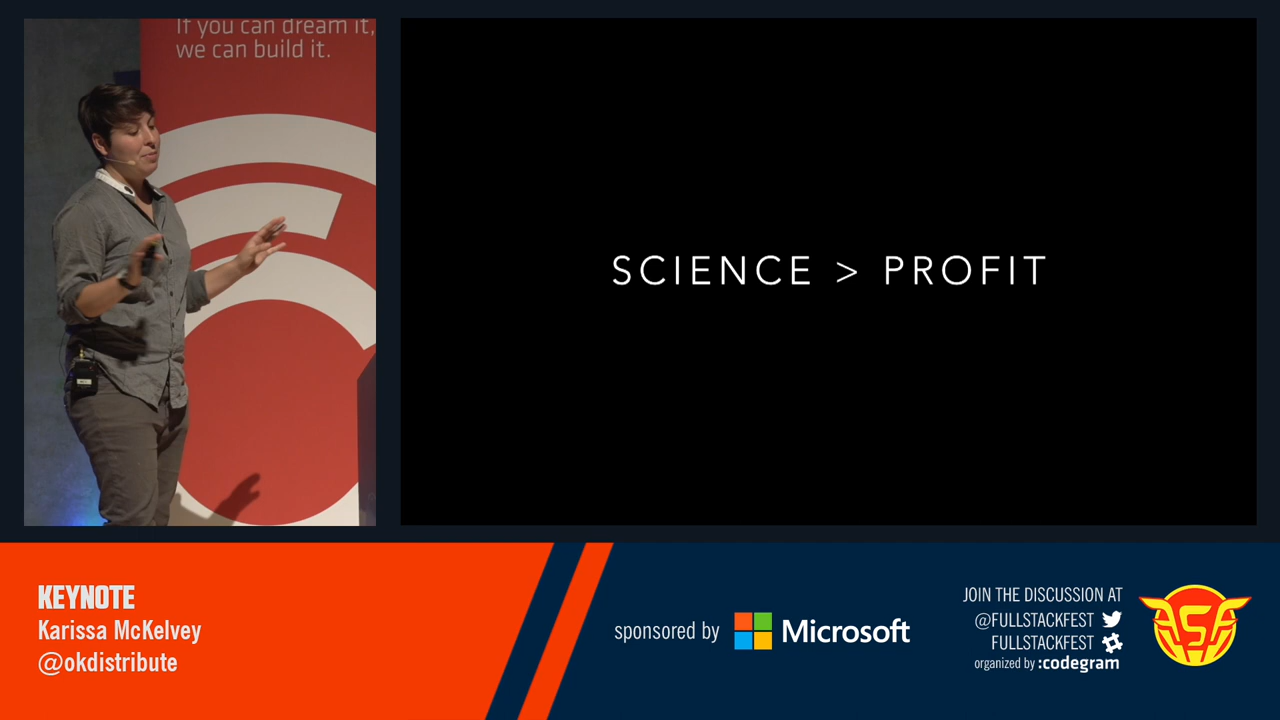 If you can dream it,
we can build it.
SCIENCE > PROFIT
KEYNOTE
Karissa McKelvey
@okdistribute
sponsored by Microsoft
JOIN THE DISCUSSION AT
@FULLSTACKFEST
FULLSTACKFEST
organized by :codegram
FSF